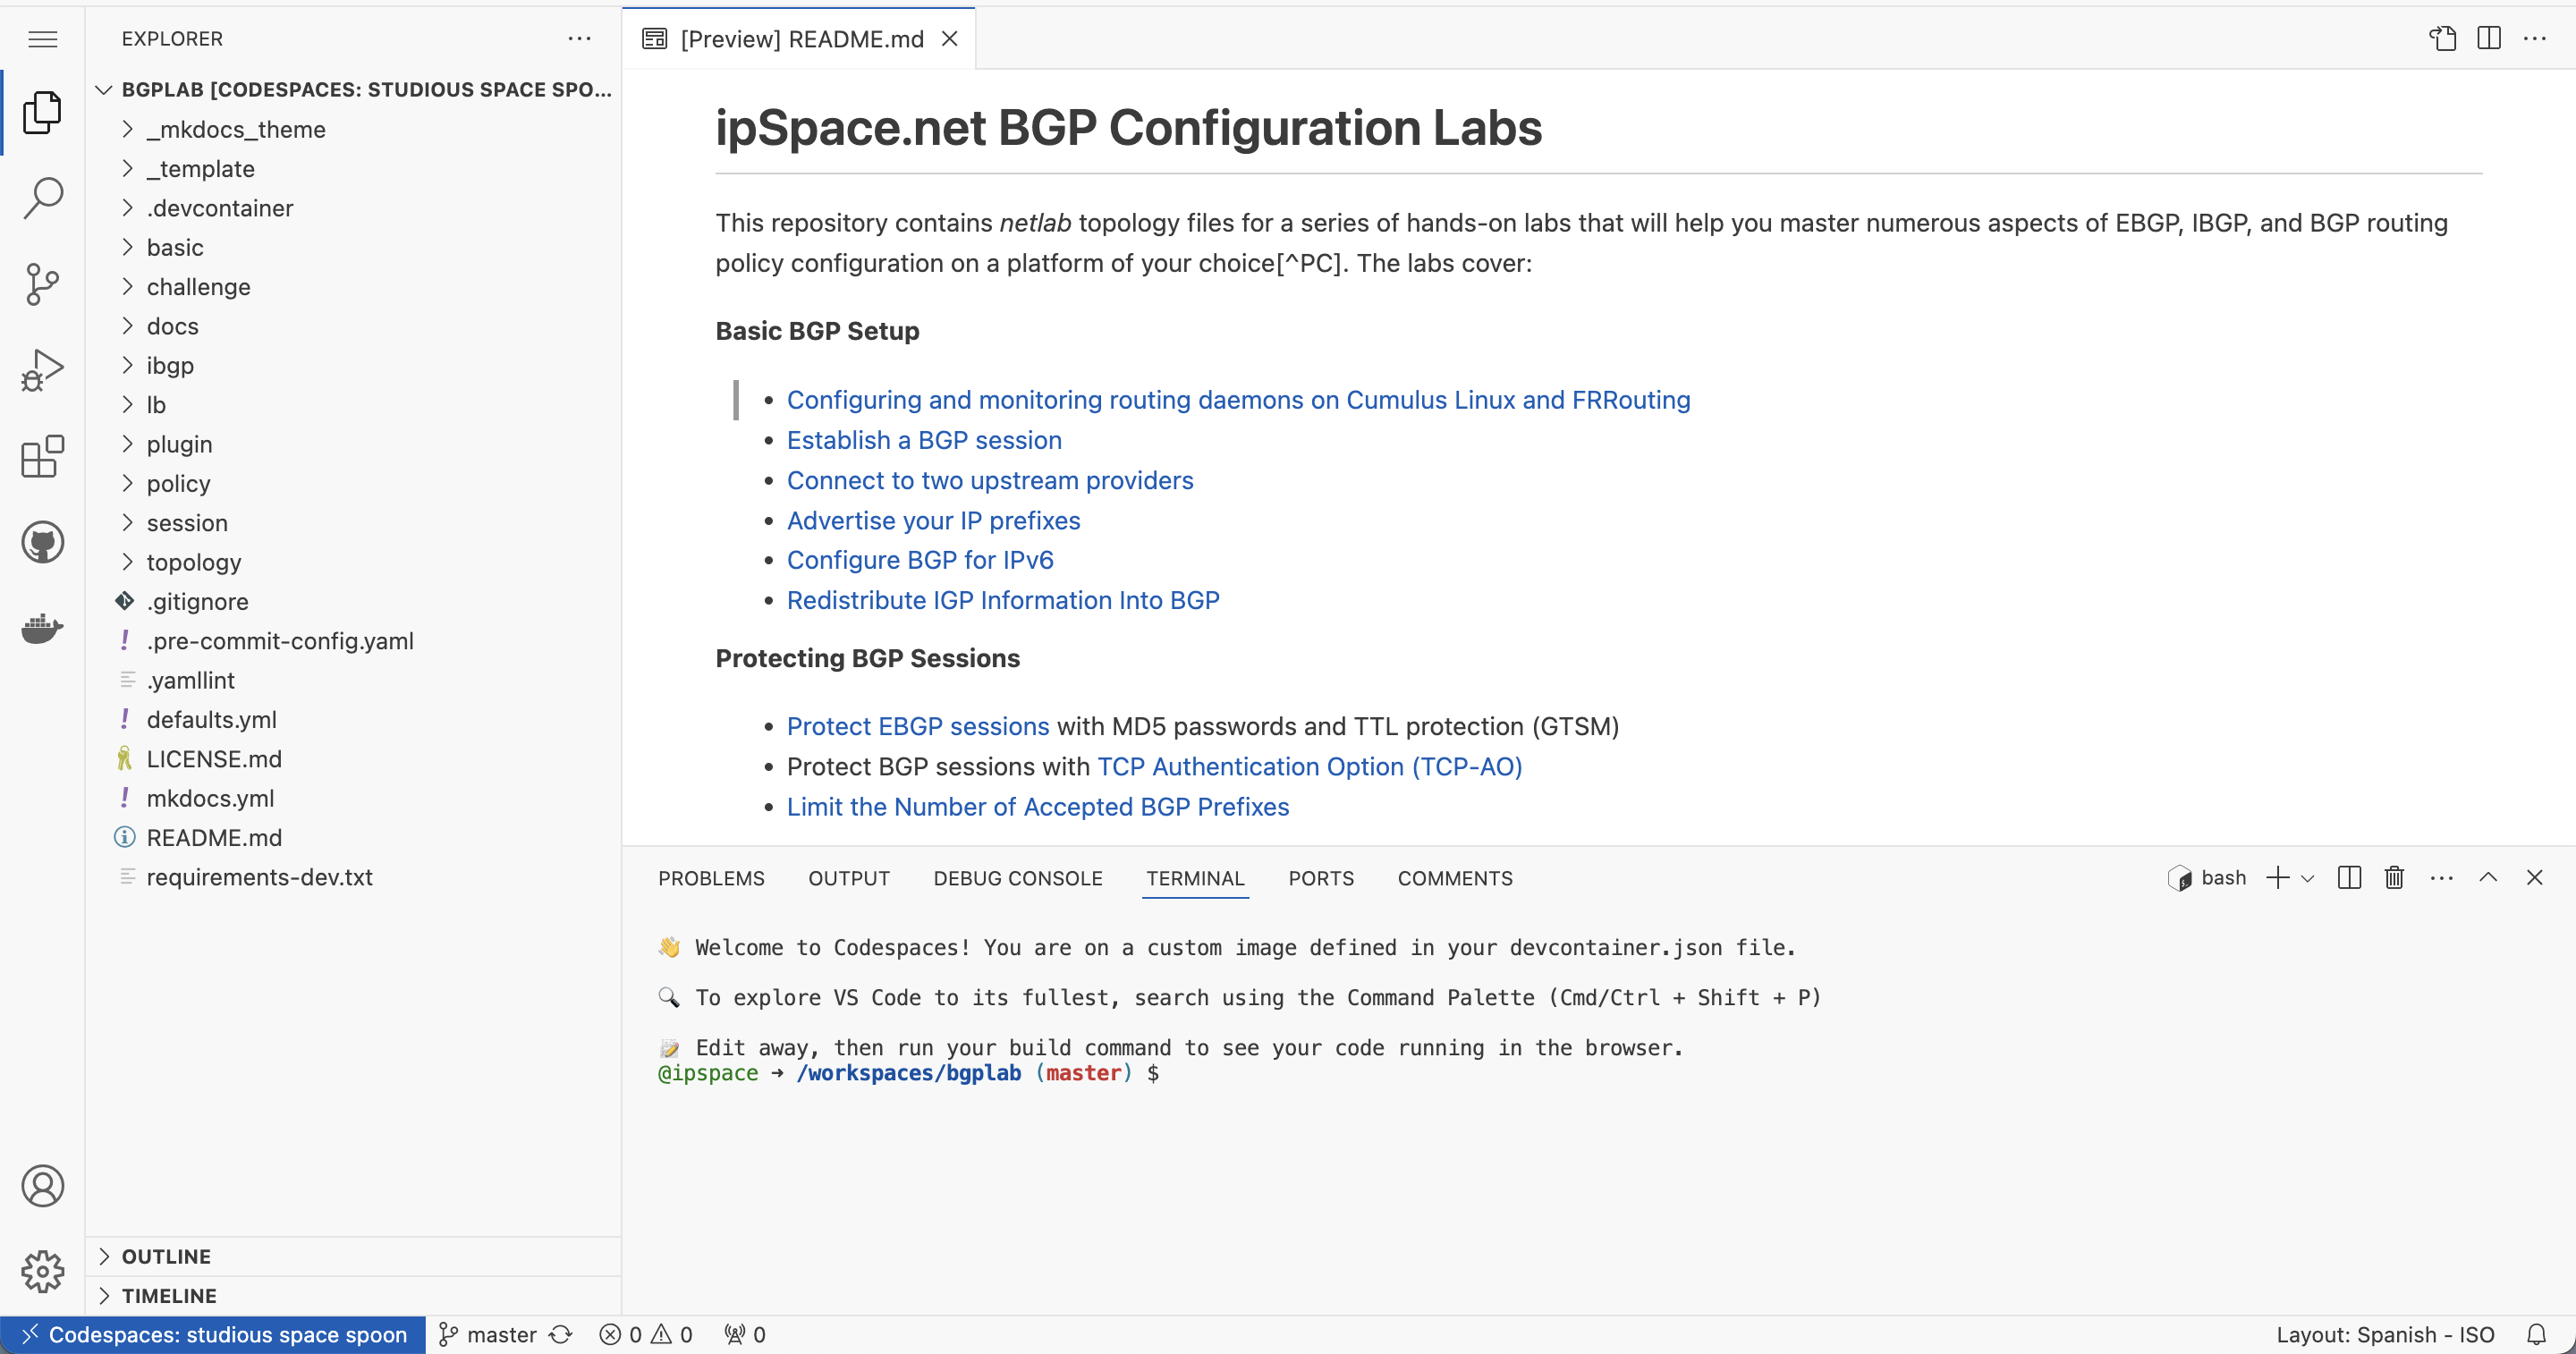 EXPLORER
BGPLAB [CODESPACES: STUDIOUS SPACE SPO...
_mkdocs_theme
_template
.devcontainer
basic
challenge
docs
ibgp
lb
plugin
policy
session
topology
.gitignore
.pre-commit-config.yaml
.yamllint
defaults.yml
LICENSE.md
mkdocs.yml
README.md
requirements-dev.txt
OUTLINE
TIMELINE
[Preview] README.md
ipSpace.net BGP Configuration Labs
This repository contains netlab topology files for a series of hands-on labs that will help you master numerous aspects of EBGP, IBGP, and BGP routing
policy configuration on a platform of your choice[^PC]. The labs cover:
Basic BGP Setup
• Configuring and monitoring routing daemons on Cumulus Linux and FRRouting
• Establish a BGP session
• Connect to two upstream providers
• Advertise your IP prefixes
• Configure BGP for IPv6
• Redistribute IGP Information Into BGP
Protecting BGP Sessions
• Protect EBGP sessions with MD5 passwords and TTL protection (GTSM)
• Protect BGP sessions with TCP Authentication Option (TCP-AO)
• Limit the Number of Accepted BGP Prefixes
PROBLEMS OUTPUT DEBUG CONSOLE TERMINAL PORTS COMMENTS bash
👋 Welcome to Codespaces! You are on a custom image defined in your devcontainer.json file.
🔍 To explore VS Code to its fullest, search using the Command Palette (Cmd/Ctrl + Shift + P)
📝 Edit away, then run your build command to see your code running in the browser.
@ipspace → /workspaces/bgplab (master) $
Codespaces: studious space spoon master 0 0 0 Layout: Spanish - ISO